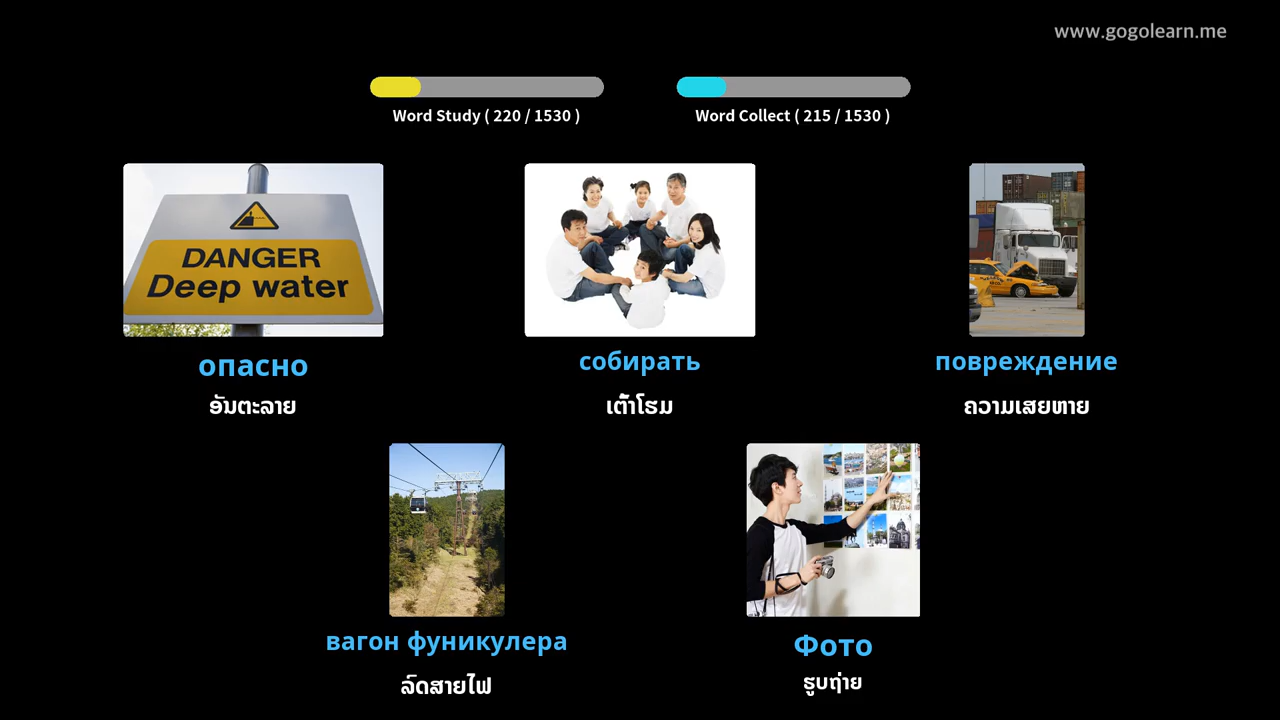 www.gogolearn.me
Word Study ( 220 / 1530 )
Word Collect ( 215 / 1530 )
DANGER
Deep water
опасно
собирать
повреждение
ອັນຕະລາຍ
ເຕົ້າໂຮມ
ຄວາມເສຍຫາຍ
вагон фуникулера
Фото
ລົດສາຍໄຟ
ຮູບຖ່າຍ